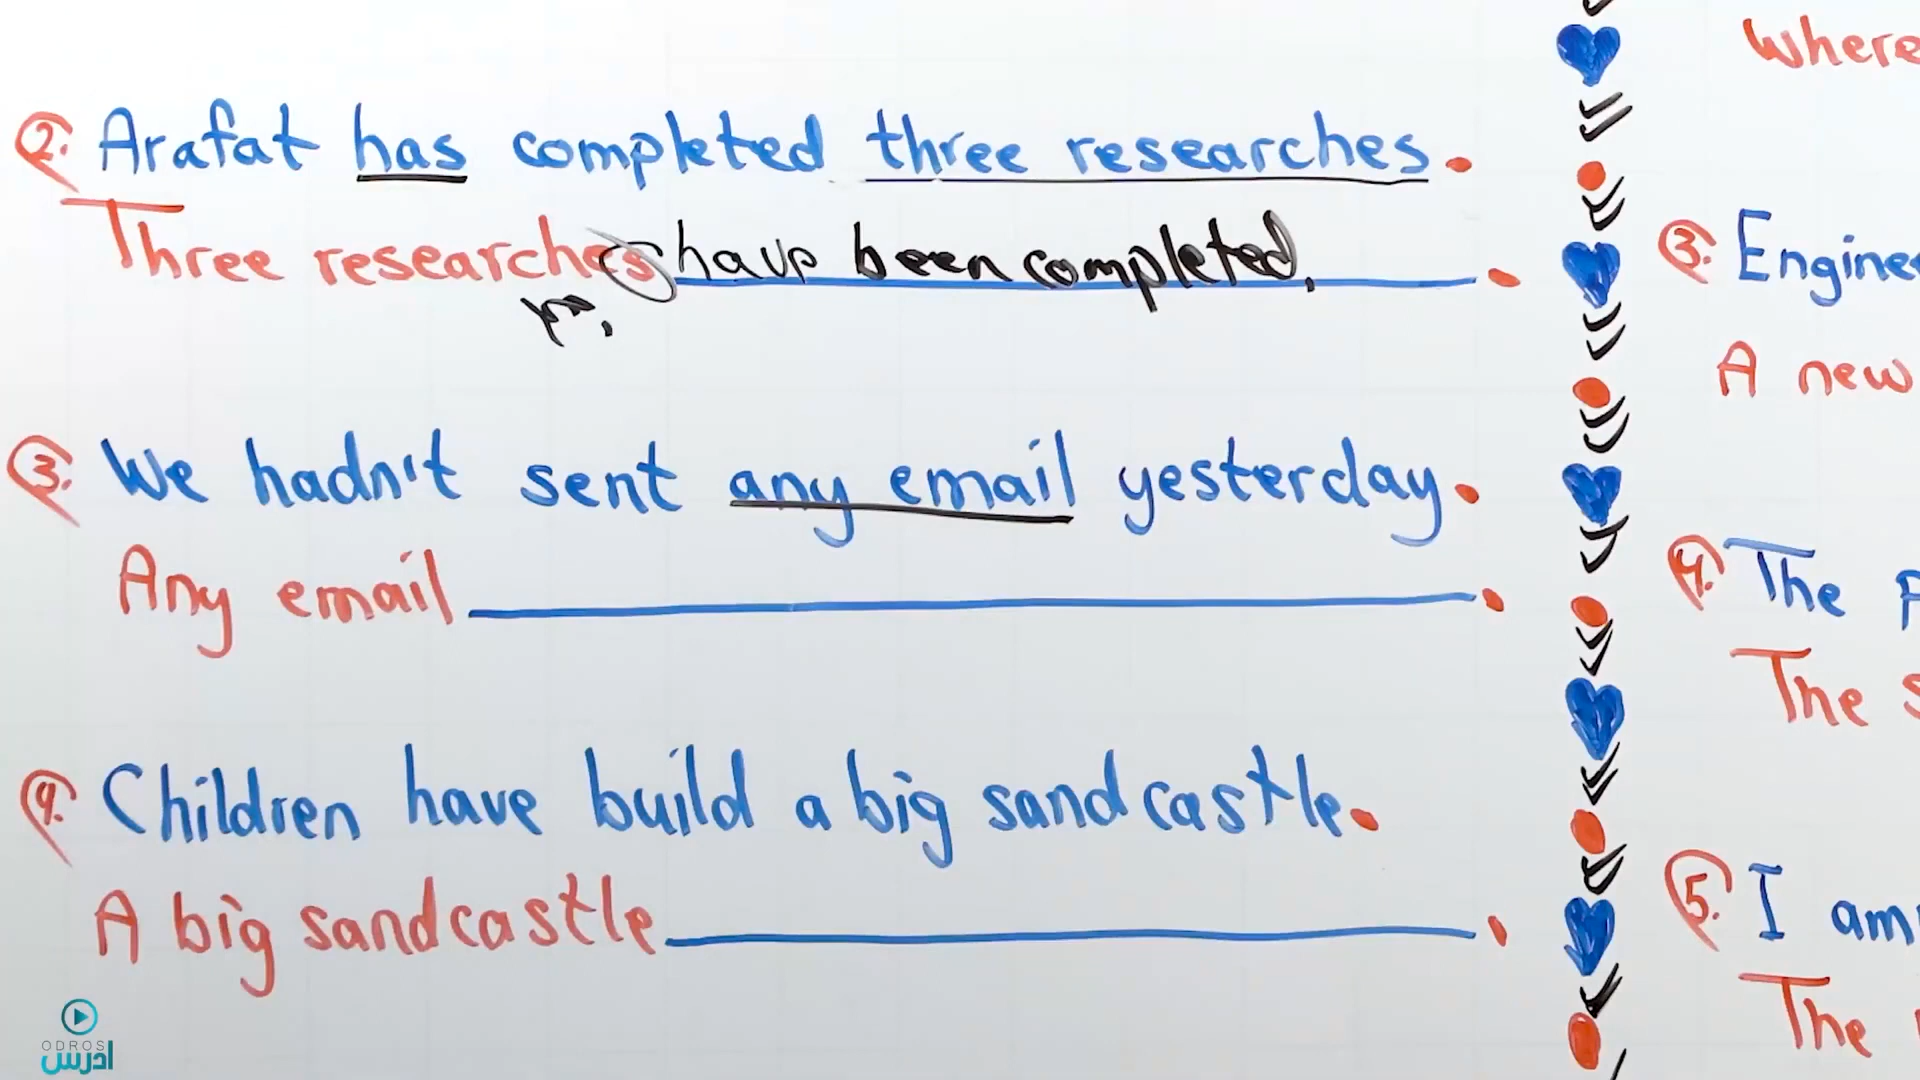 2. Arafat has completed three researches.
Three researches have been completed.
3. We hadn't sent any email yesterday.
Any email
4. Children have build a big sandcastle.
A big sandcastle
Where
3. Engine
A new
4. The
The
5. I am
The
ODROS
ادرس